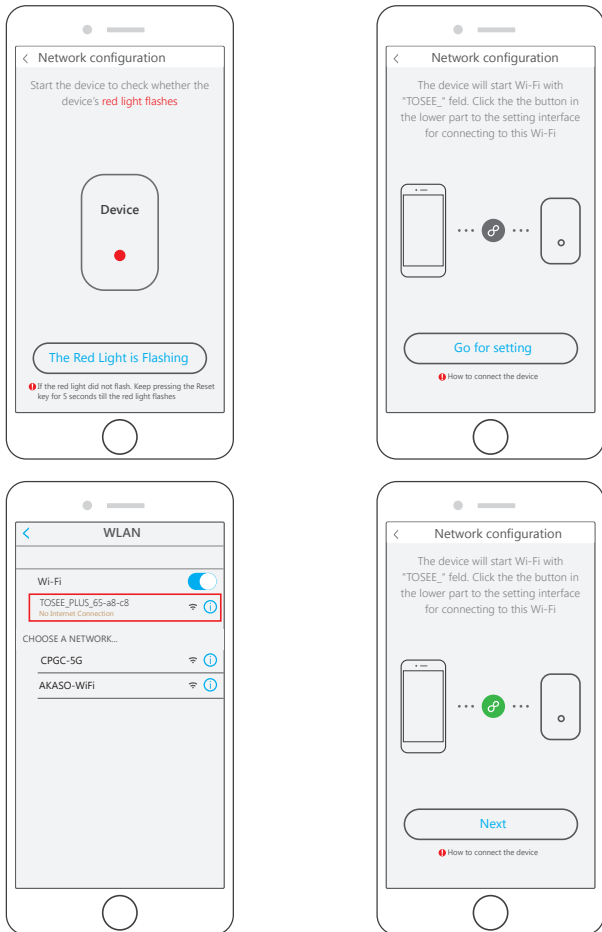 Network configuration
Start the device to check whether the
device's red light flashes
Device
The Red Light is Flashing
If the red light did not flash. Keep pressing the Reset
key for 5 seconds till the red light flashes
Network configuration
The device will start Wi-Fi with
"TOSEE_" feld. Click the the button in
the lower part to the setting interface
for connecting to this Wi-Fi
Go for setting
How to connect the device
WLAN
Wi-Fi
TOSEE_PLUS_65-a8-c8
No Internet Connection
CHOOSE A NETWORK...
CPGC-5G
AKASO-WiFi
Network configuration
The device will start Wi-Fi with
"TOSEE_" feld. Click the the button in
the lower part to the setting interface
for connecting to this Wi-Fi
Next
How to connect the device